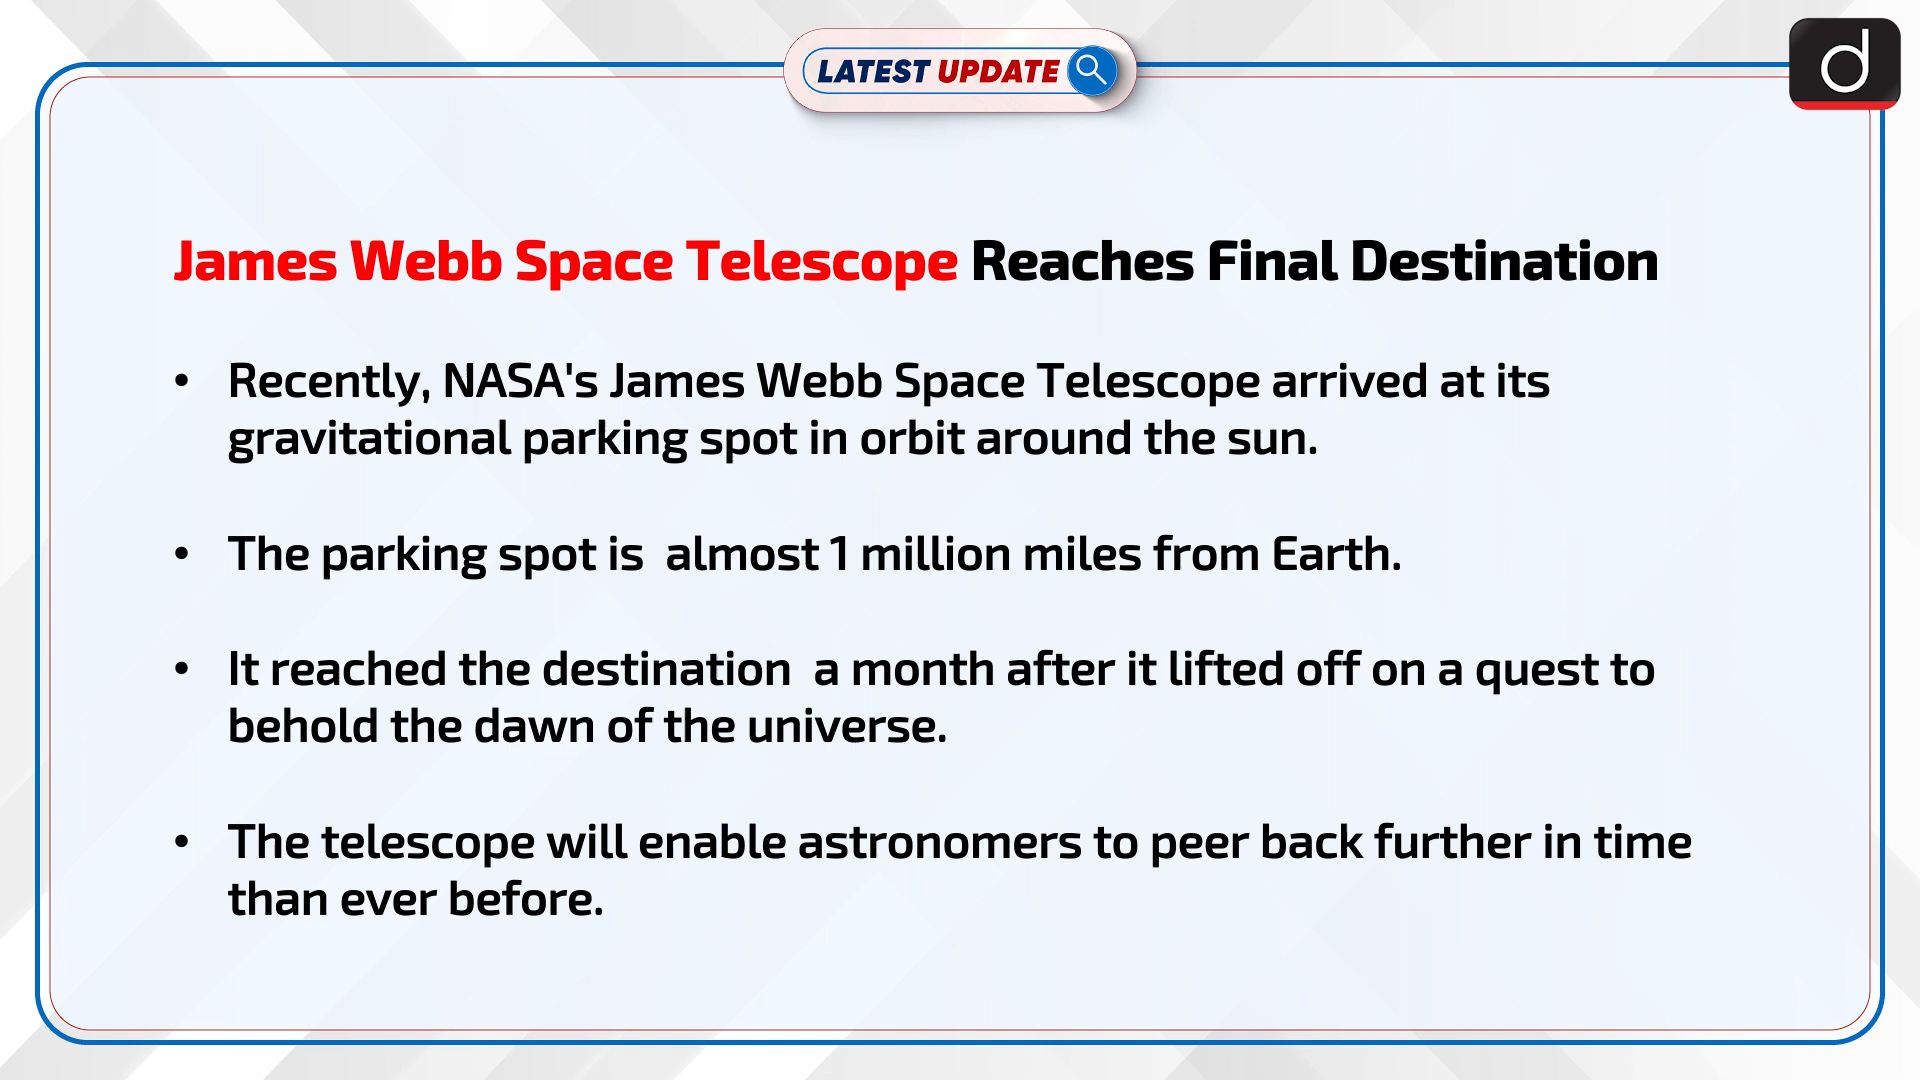 LATEST UPDATE
d
James Webb Space Telescope Reaches Final Destination
• Recently, NASA's James Webb Space Telescope arrived at its
gravitational parking spot in orbit around the sun.
• The parking spot is  almost 1 million miles from Earth.
• It reached the destination  a month after it lifted off on a quest to
behold the dawn of the universe.
• The telescope will enable astronomers to peer back further in time
than ever before.